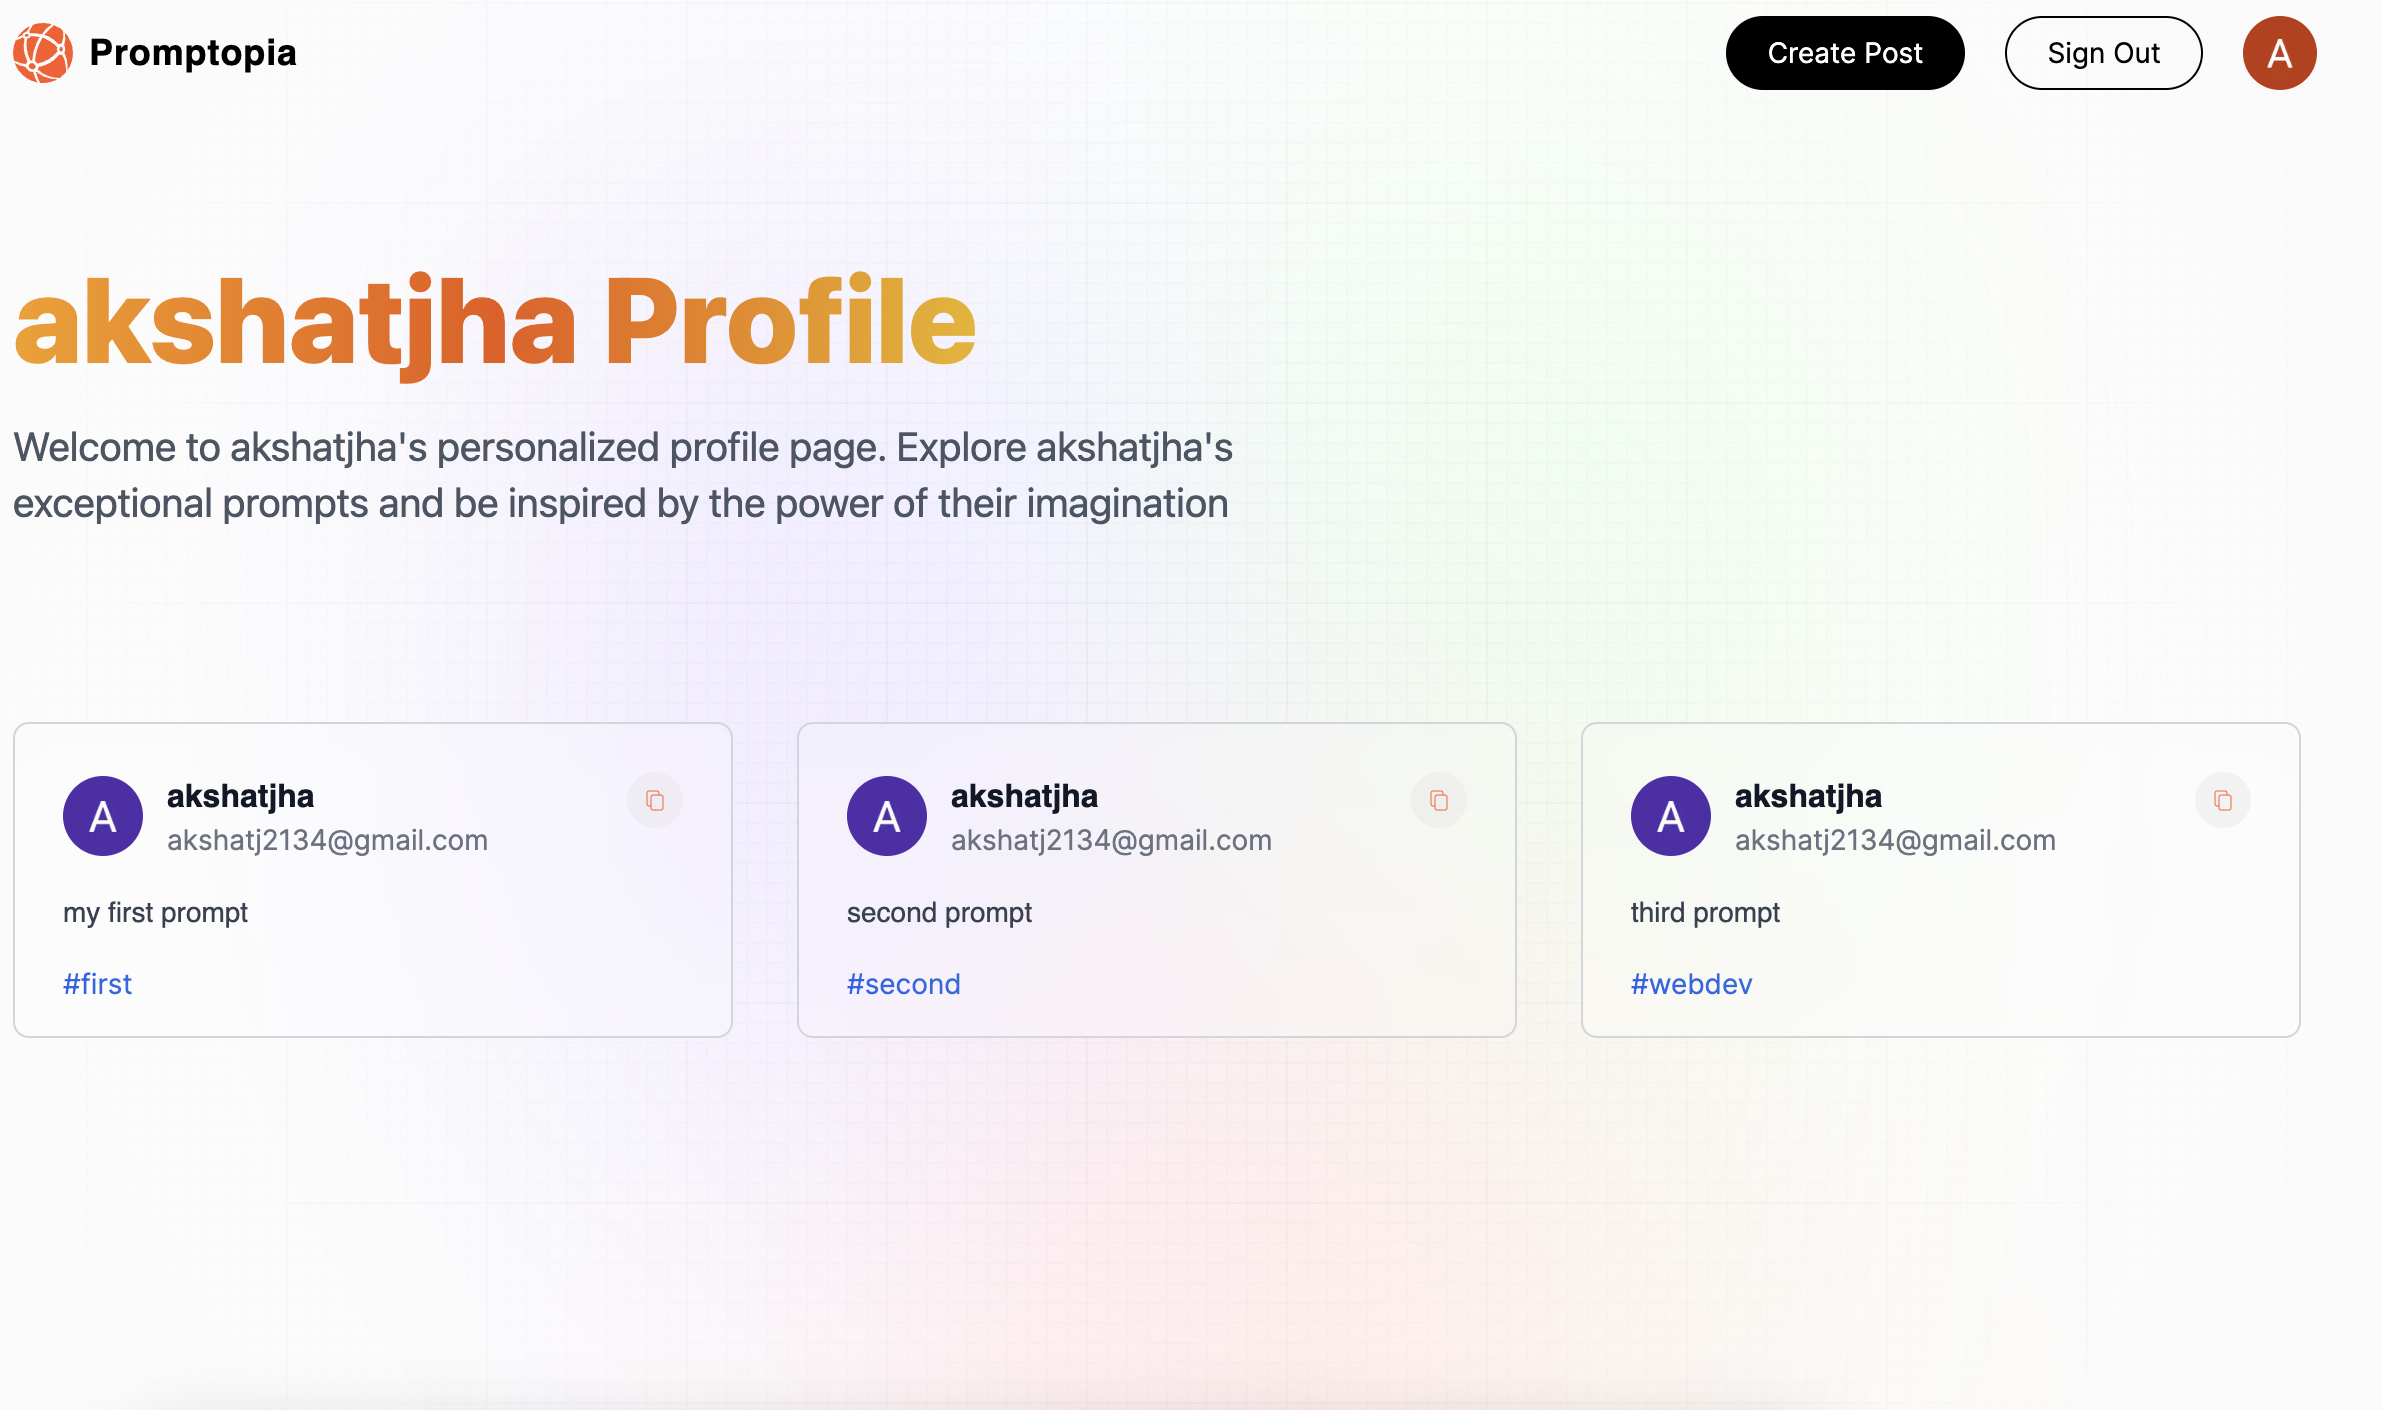 Promptopia
Create Post
Sign Out
A
akshatjha Profile
Welcome to akshatjha's personalized profile page. Explore akshatjha's
exceptional prompts and be inspired by the power of their imagination
A
akshatjha
akshatj2134@gmail.com
my first prompt
#first
A
akshatjha
akshatj2134@gmail.com
second prompt
#second
A
akshatjha
akshatj2134@gmail.com
third prompt
#webdev